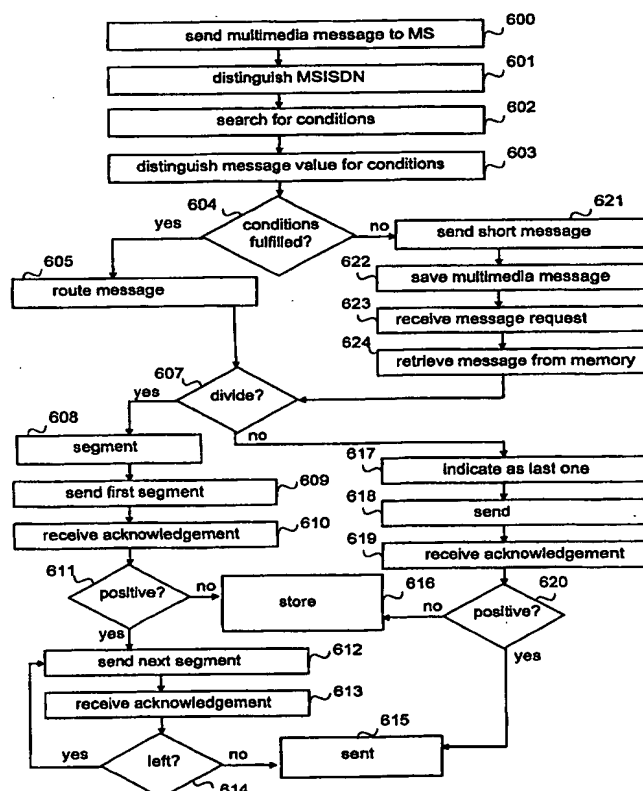 send multimedia message to MS 600
distinguish MSISDN 601
search for conditions 602
distinguish message value for conditions 603
604
yes conditions fulfilled? no
621
send short message
605
route message
622
save multimedia message
623
receive message request
624
retrieve message from memory
607
yes divide?
no
608
segment
617
indicate as last one
send first segment 609
618
send
receive acknowledgement 610
619
receive acknowledgement
611
positive? no
yes
616
store
620
positive?
no
yes
send next segment 612
receive acknowledgement 613
yes left? no
614
615
sent